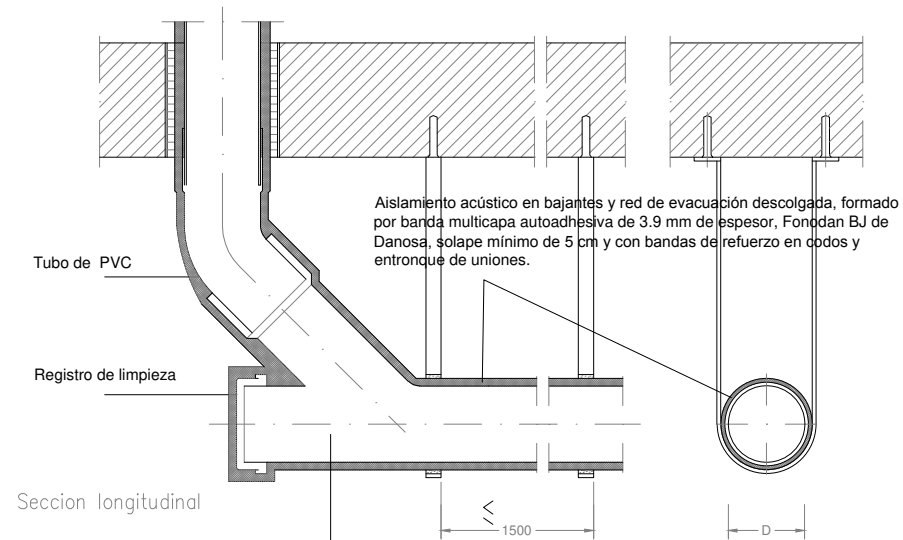 Aislamiento acústico en bajantes y red de evacuación descolgada, formado
por banda multicapa autoadhesiva de 3.9 mm de espesor, Fonodan BJ de
Danosa, solape mínimo de 5 cm y con bandas de refuerzo en codos y
entronque de uniones.
Tubo de PVC
Registro de limpieza
Seccion longitudinal
≤
1500
D